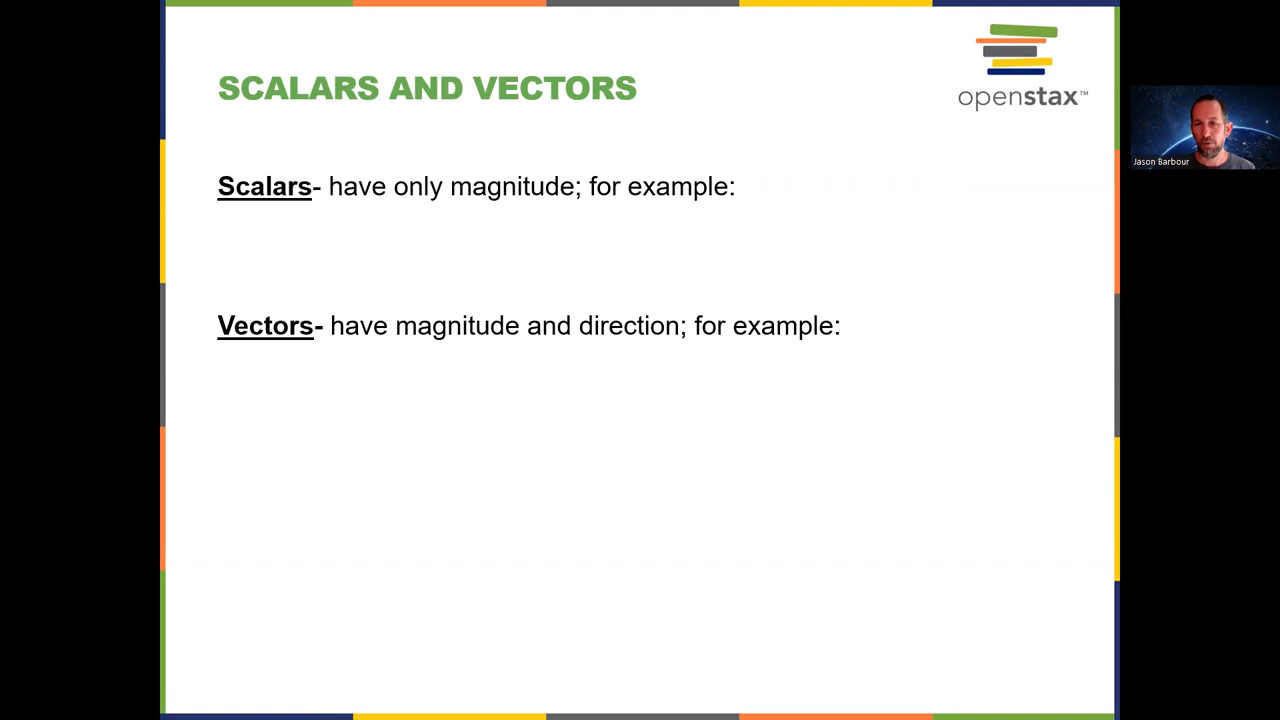 SCALARS AND VECTORS
openstax™
Scalars- have only magnitude; for example:
Vectors- have magnitude and direction; for example:
Jason Barbour